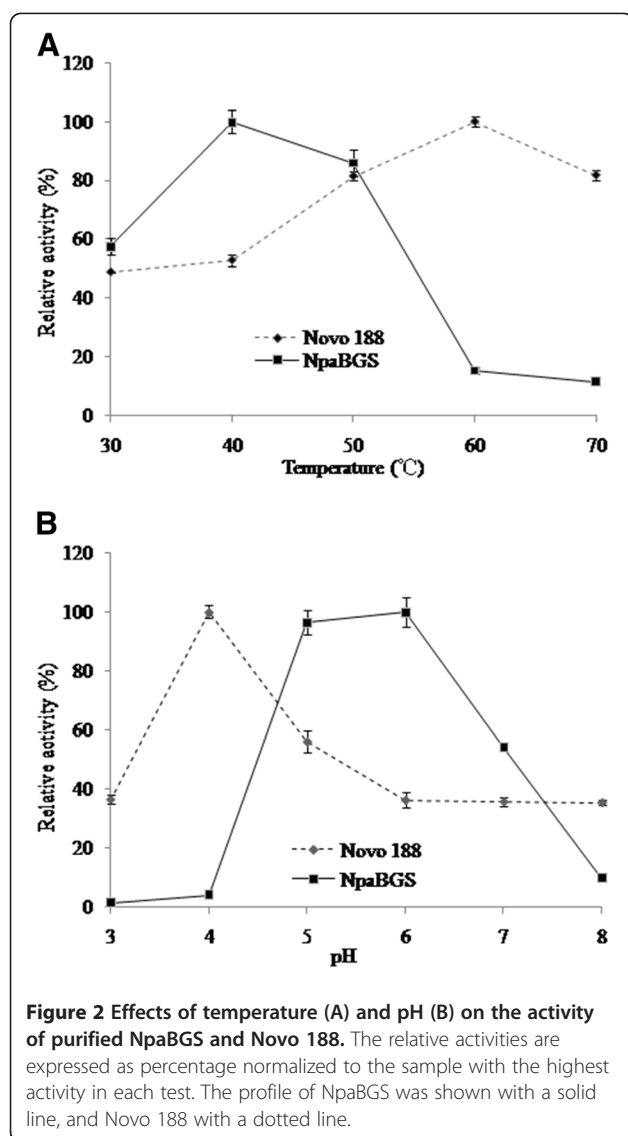 A
120
100
80
60
40
20
0
Relative activity (%)
Novo 188
NpaBGS
30 40 50 60 70
Temperature (℃)
B
120
100
80
60
40
20
0
Relative activity (%)
Novo 188
NpaBGS
3 4 5 6 7 8
pH
Figure 2 Effects of temperature (A) and pH (B) on the activity
of purified NpaBGS and Novo 188. The relative activities are
expressed as percentage normalized to the sample with the highest
activity in each test. The profile of NpaBGS was shown with a solid
line, and Novo 188 with a dotted line.